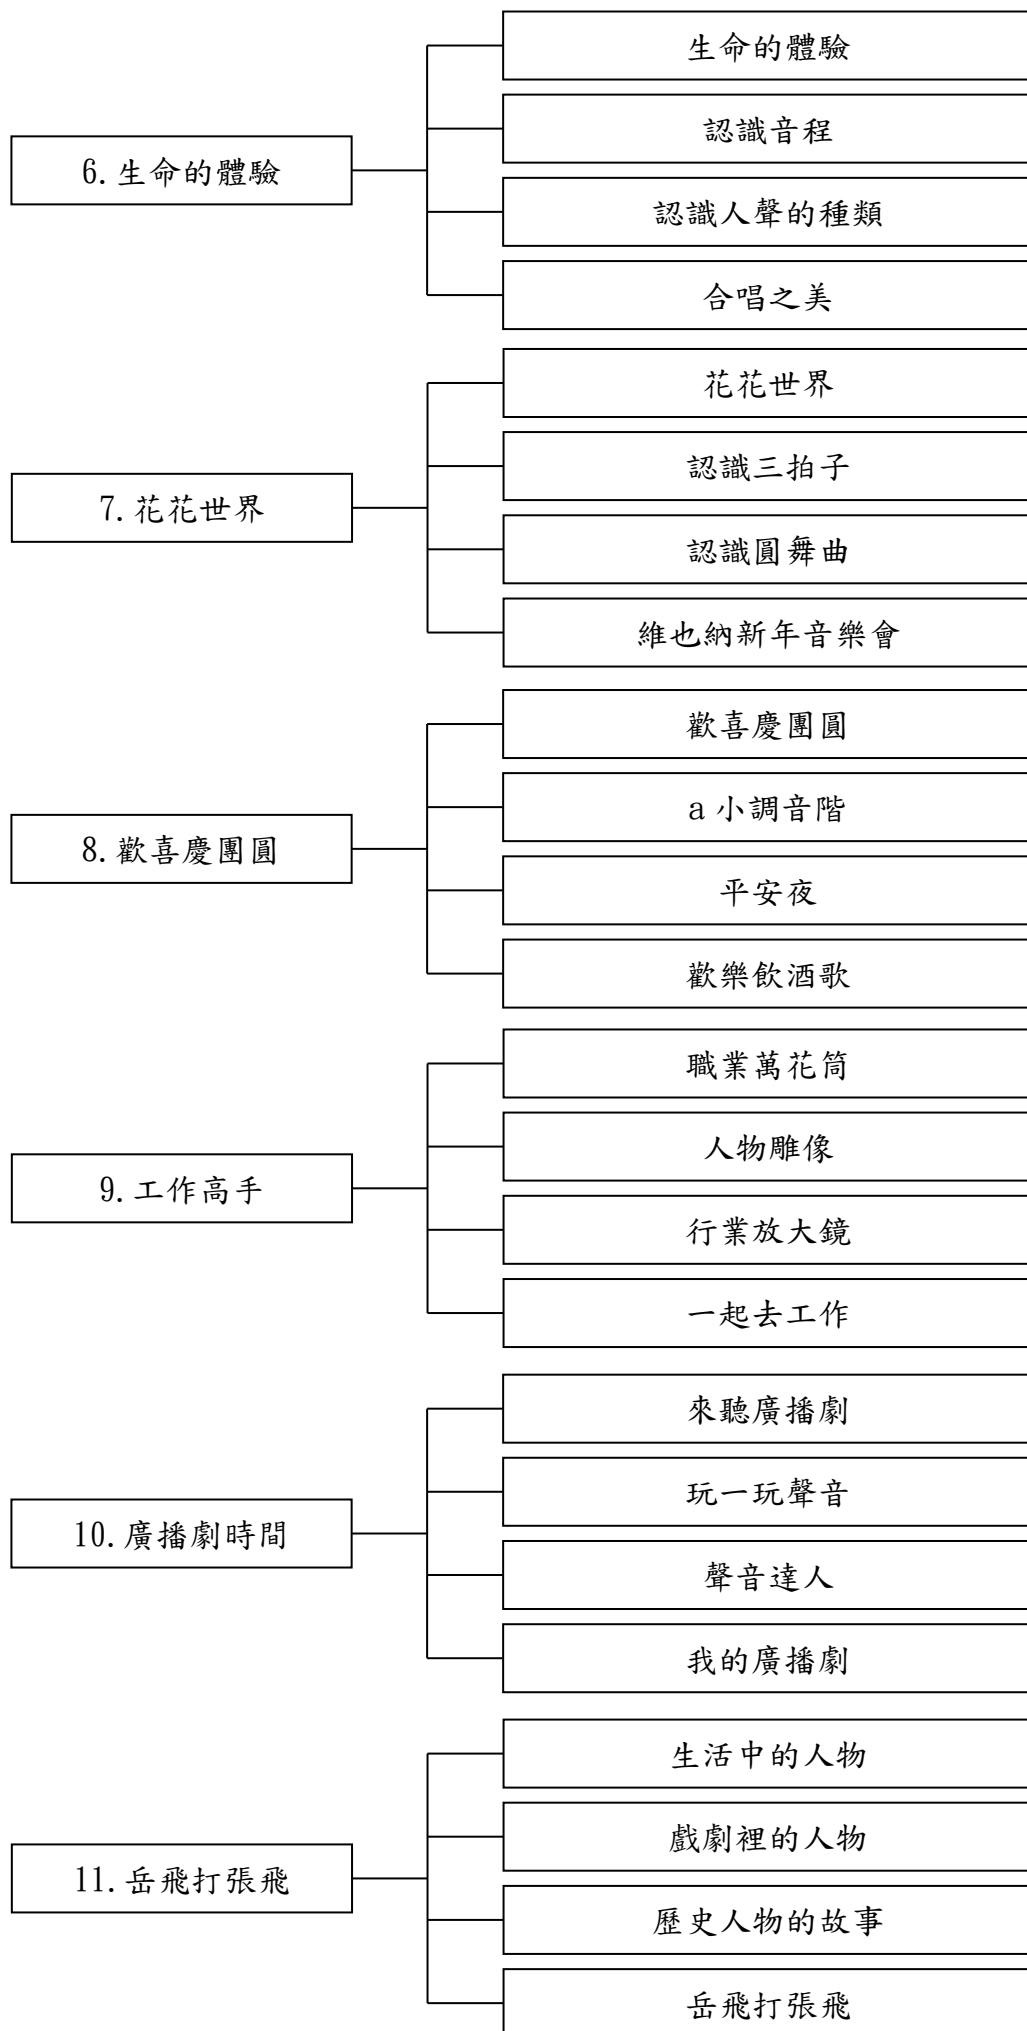 6.生命的體驗
生命的體驗
認識音程
認識人聲的種類
合唱之美
7.花花世界
花花世界
認識三拍子
認識圓舞曲
維也納新年音樂會
8.歡喜慶團圓
歡喜慶團圓
a 小調音階
平安夜
歡樂飲酒歌
9.工作高手
職業萬花筒
人物雕像
行業放大鏡
一起去工作
10.廣播劇時間
來聽廣播劇
玩一玩聲音
聲音達人
我的廣播劇
11.岳飛打張飛
生活中的人物
戲劇裡的人物
歷史人物的故事
岳飛打張飛